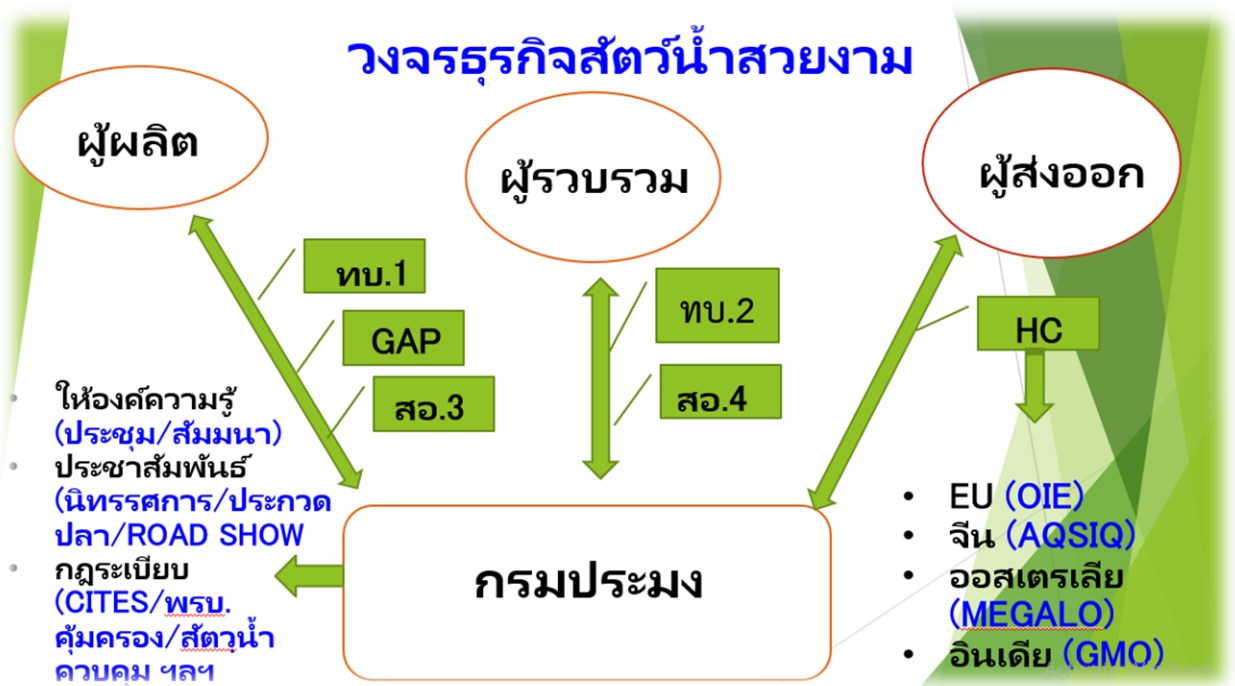 วงจรธุรกิจสัตว์น้ำสวยงาม
ผู้ผลิต
ผู้รวบรวม
ผู้ส่งออก
ทบ.1
GAP
สอ.3
ทบ.2
สอ.4
HC
• ให้องค์ความรู้
(ประชุม/สัมมนา)
• ประชาสัมพันธ์
(นิทรรศการ/ประกวด
ปลา/ROAD SHOW
• กฎระเบียบ
(CITES/พรบ.
คุ้มครอง/สัตวน้ำ
ควบคุม ฯลฯ
กรมประมง
• EU (OIE)
• จีน (AQSIQ)
• ออสเตรเลีย
(MEGALO)
• อินเดีย (GMO)